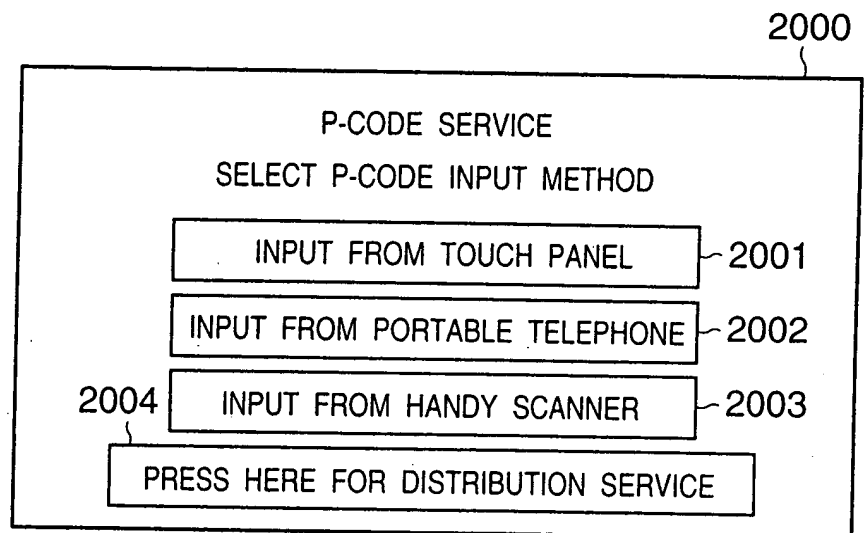 2000
P-CODE SERVICE
SELECT P-CODE INPUT METHOD
INPUT FROM TOUCH PANEL 2001
INPUT FROM PORTABLE TELEPHONE 2002
2004 INPUT FROM HANDY SCANNER 2003
PRESS HERE FOR DISTRIBUTION SERVICE